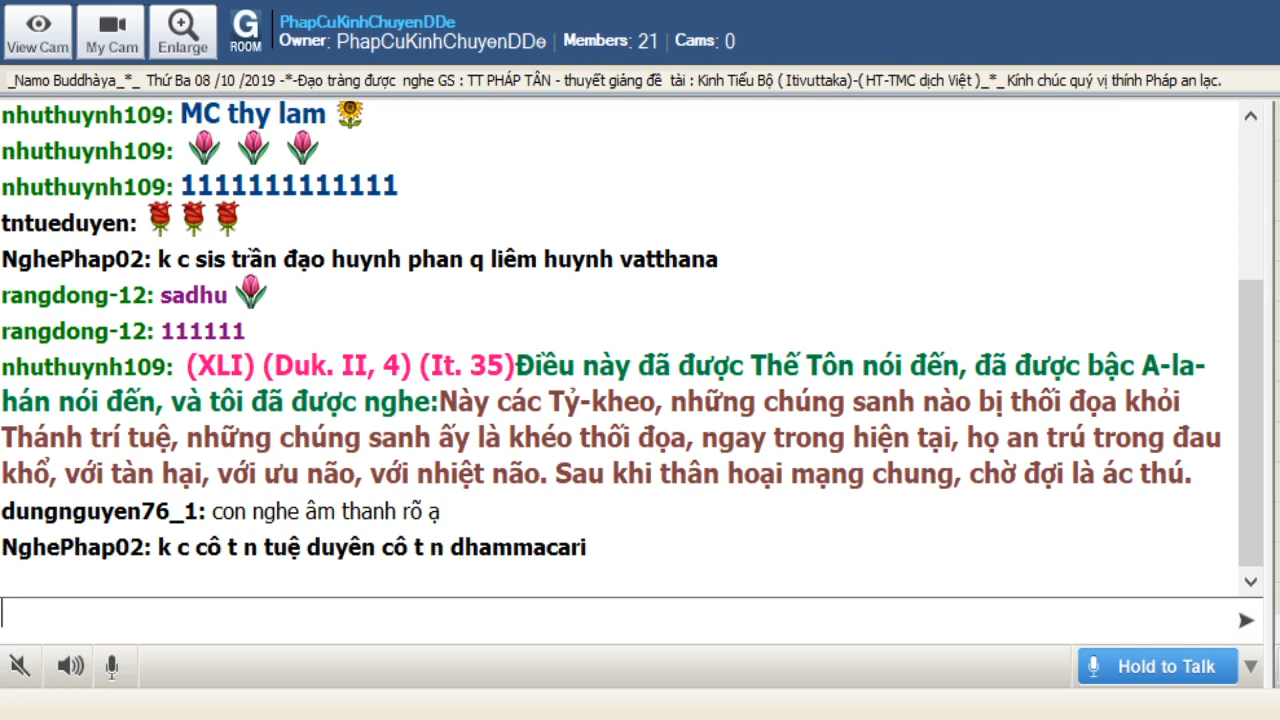 View Cam
My Cam
Enlarge
G
ROOM
PhapCuKinhChuyenDDe
Owner: PhapCuKinhChuyenDDe | Members: 21 | Cams: 0
_Namo Buddhàya_*_ Thứ Ba 08 /10 /2019 -*-Đạo tràng được nghe GS : TT PHÁP TÂN - thuyết giảng đề tài : Kinh Tiểu Bộ ( Itivuttaka)-( HT-TMC dịch Việt )_*_Kính chúc quý vị thính Pháp an lạc.
nhuthuynh109: MC thy lam
nhuthuynh109:
nhuthuynh109: 1111111111111
tntueduyen:
NghePhap02: k c sis trần đạo huynh phan q liêm huynh vatthana
rangdong-12: sadhu
rangdong-12: 111111
nhuthuynh109: (XLI) (Duk. II, 4) (It. 35)Điều này đã được Thế Tôn nói đến, đã được bậc A-la-
hán nói đến, và tôi đã được nghe:Này các Tỷ-kheo, những chúng sanh nào bị thối đọa khỏi
Thánh trí tuệ, những chúng sanh ấy là khéo thối đọa, ngay trong hiện tại, họ an trú trong đau
khổ, với tàn hại, với ưu não, với nhiệt não. Sau khi thân hoại mạng chung, chờ đợi là ác thú.
dungnguyen76_1: con nghe âm thanh rõ ạ
NghePhap02: k c cô t n tuệ duyên cô t n dhammacari
Hold to Talk